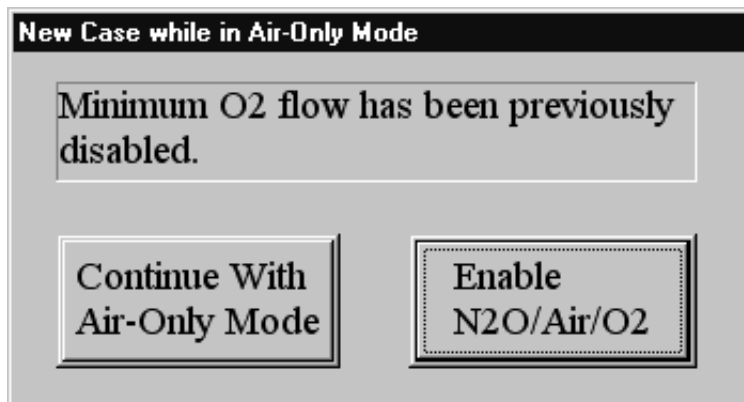 New Case while in Air-Only Mode
Minimum O2 flow has been previously
disabled.
Continue With
Air-Only Mode
Enable
N2O/Air/O2